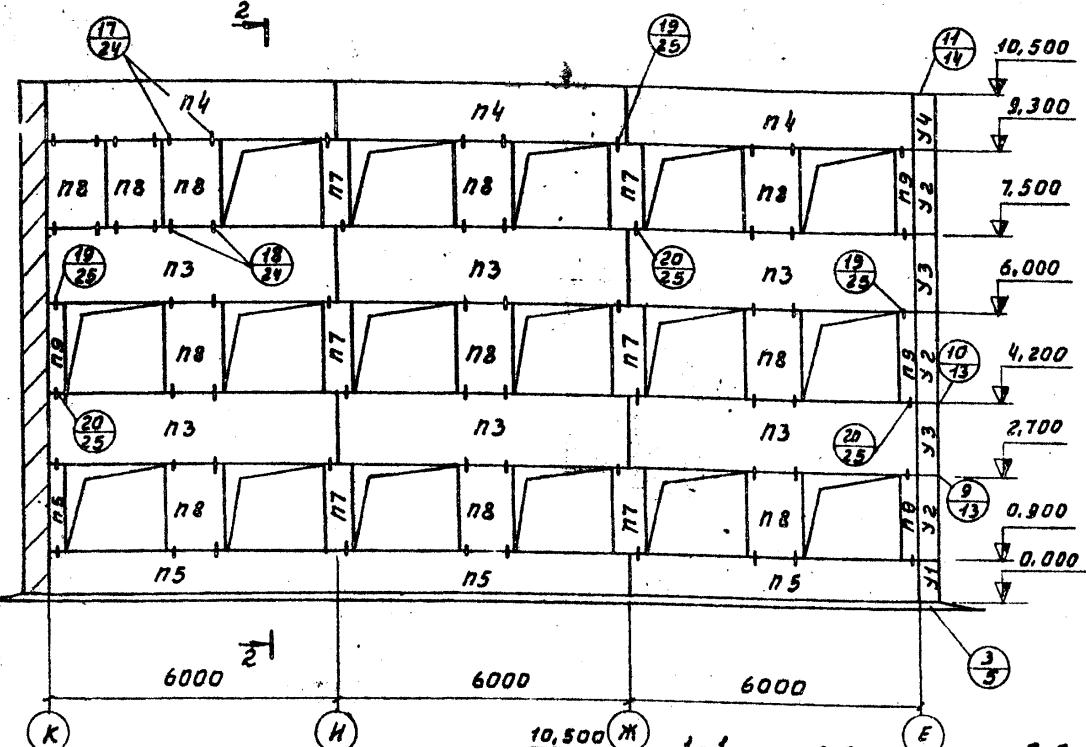 2
17/24
19/25
11/14
10,500
п4 п4 п4 У4
9,300
п8 п8 п8 п7 п8 п7 п8 п9 У2
7,500
19/25 п3 18/24 п3 20/25 п3 19/25 У3
6,000
п9 п8 п7 п8 п7 п8 п9 У2 10/13
4,200
20/25 п3 п3 п3 20/25 У3
2,700
п8 п7 п8 п7 п8 У2 9/13
0.900
п5 п5 п5 У1
0.000
2
3/5
6000 6000 6000
К И Ж Е
10,500
1-1